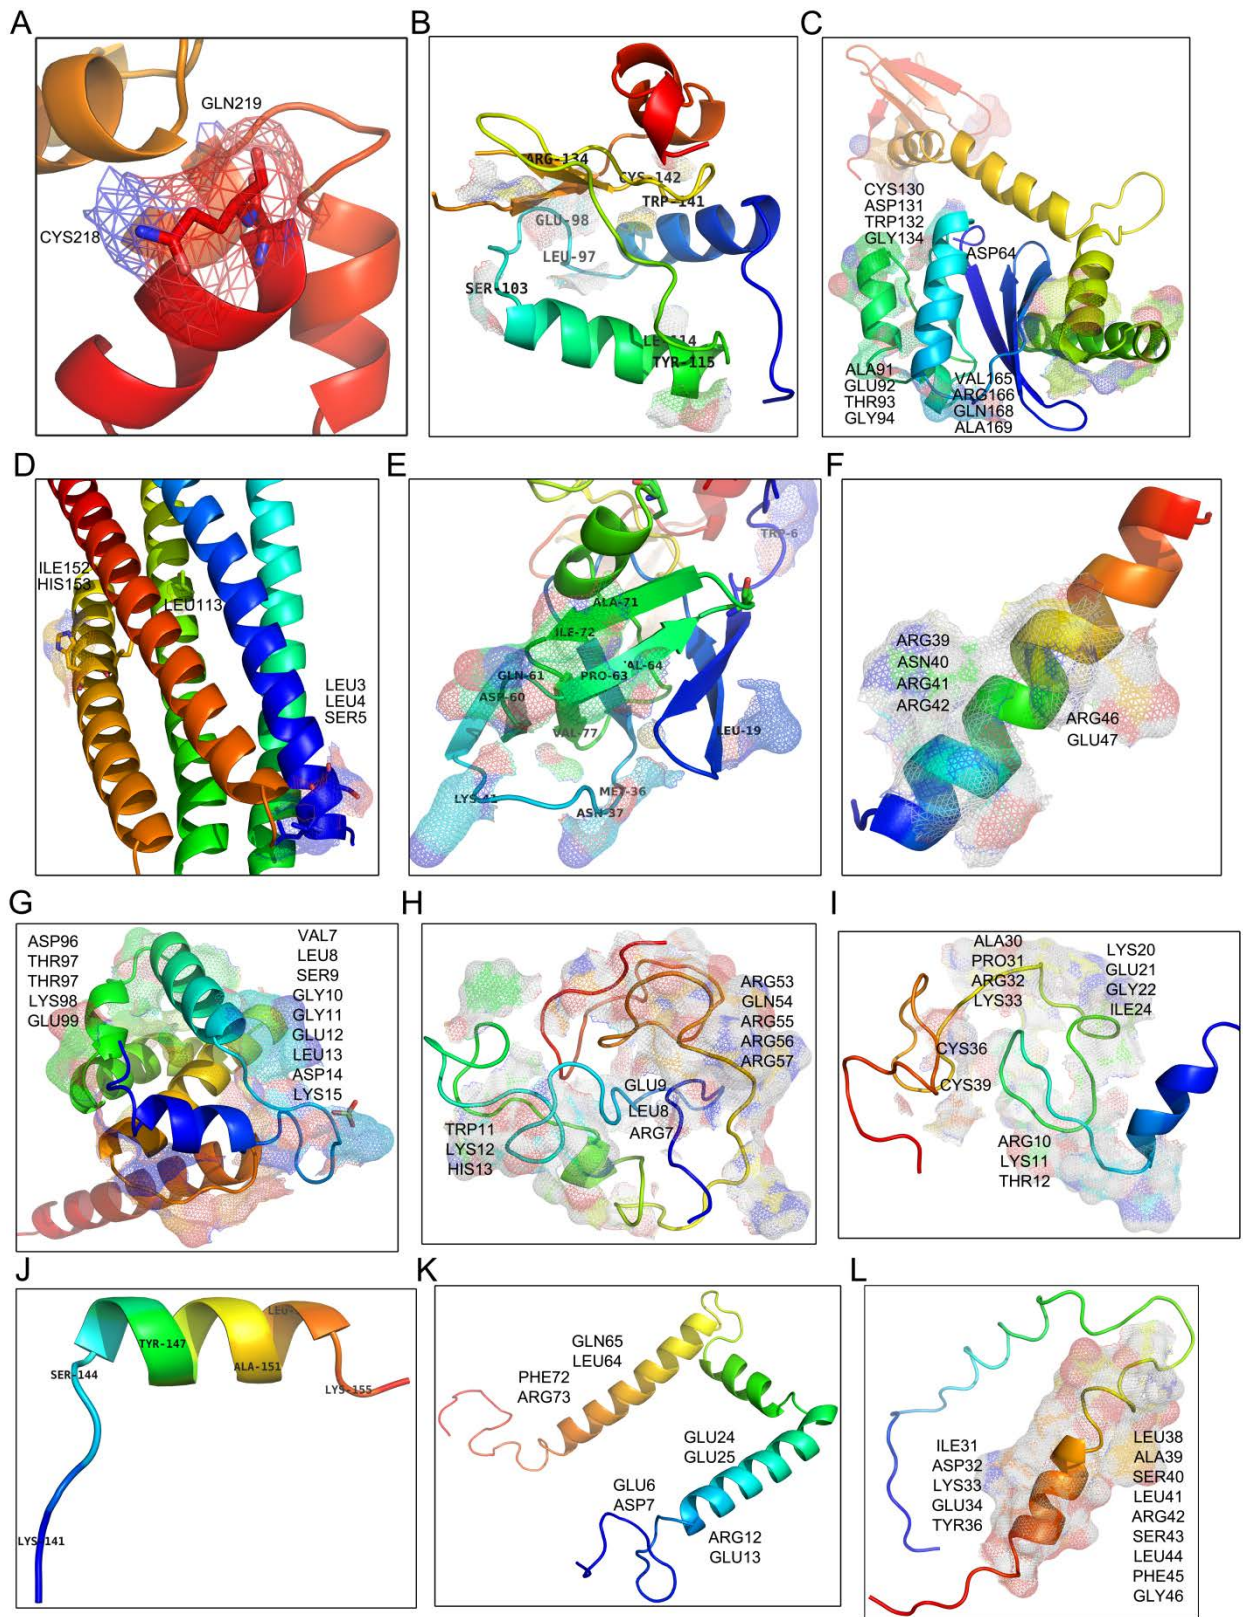 A
GLN219
CYS218
B
ARG-134
CYS-142
TRP-141
GLU-98
LEU-97
SER-103
TYR-115
C
CYS130
ASP131
TRP132
GLY134
ASP64
ALA91
GLU92
THR93
GLY94
VAL165
ARG166
GLN168
ALA169
D
ILE152
HIS153
LEU113
LEU3
LEU4
SER5
E
TRP-6
ALA-71
ILE-72
AL-64
GLN-61
PRO-63
ASP-60
VAL-77
LEU-19
MET-36
ASN-37
F
ARG39
ASN40
ARG41
ARG42
ARG46
GLU47
G
ASP96
THR97
THR97
LYS98
GLU99
VAL7
LEU8
SER9
GLY10
GLY11
GLU12
LEU13
ASP14
LYS15
H
ARG53
GLN54
ARG55
ARG56
ARG57
GLU9
LEU8
ARG7
TRP11
LYS12
HIS13
I
ALA30
PRO31
ARG32
LYS33
LYS20
GLU21
GLY22
ILE24
CYS36
CYS39
ARG10
LYS11
THR12
J
TYR-147
SER-144
ALA-151
LYS-155
LYS-141
K
GLN65
LEU64
PHE72
ARG73
GLU24
GLU25
GLU6
ASP7
ARG12
GLU13
L
ILE31
ASP32
LYS33
GLU34
TYR36
LEU38
ALA39
SER40
LEU41
ARG42
SER43
LEU44
PHE45
GLY46